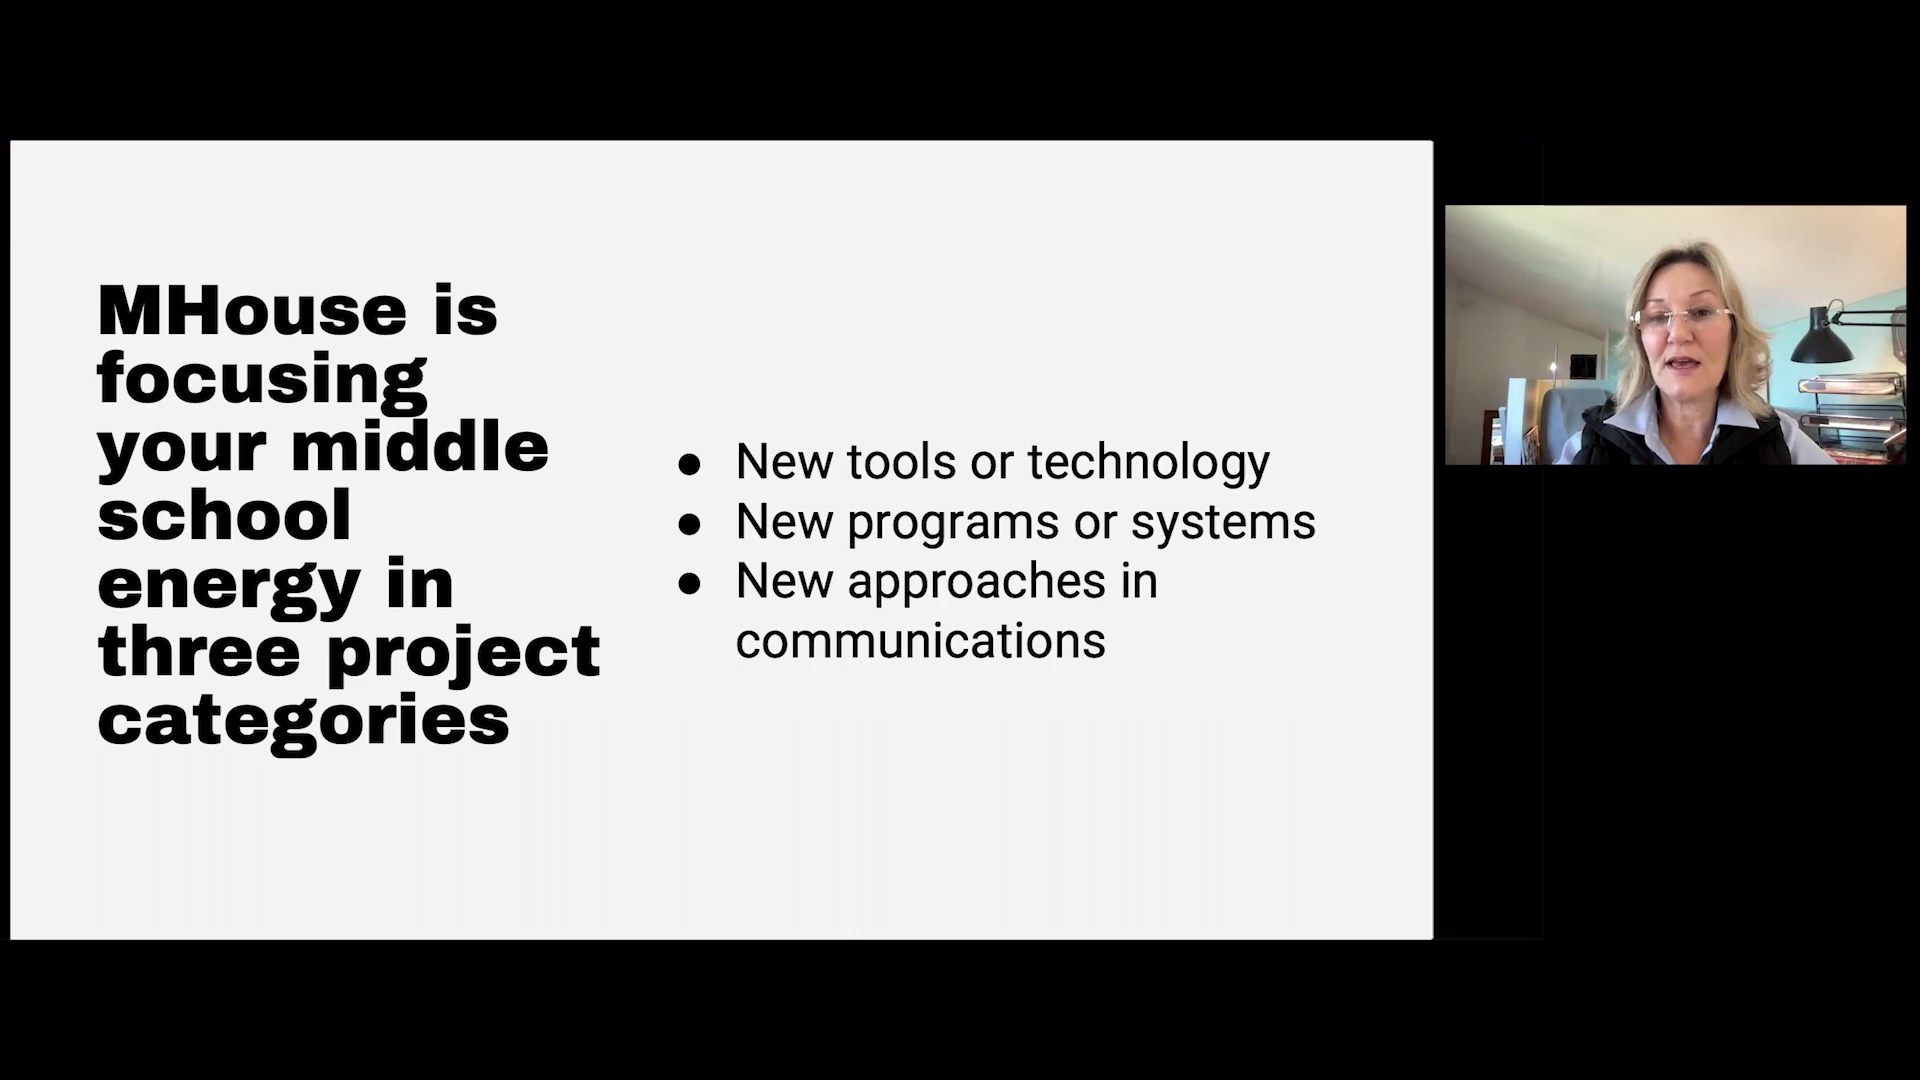 MHouse is
focusing
your middle
school
energy in
three project
categories
● New tools or technology
● New programs or systems
● New approaches in
communications